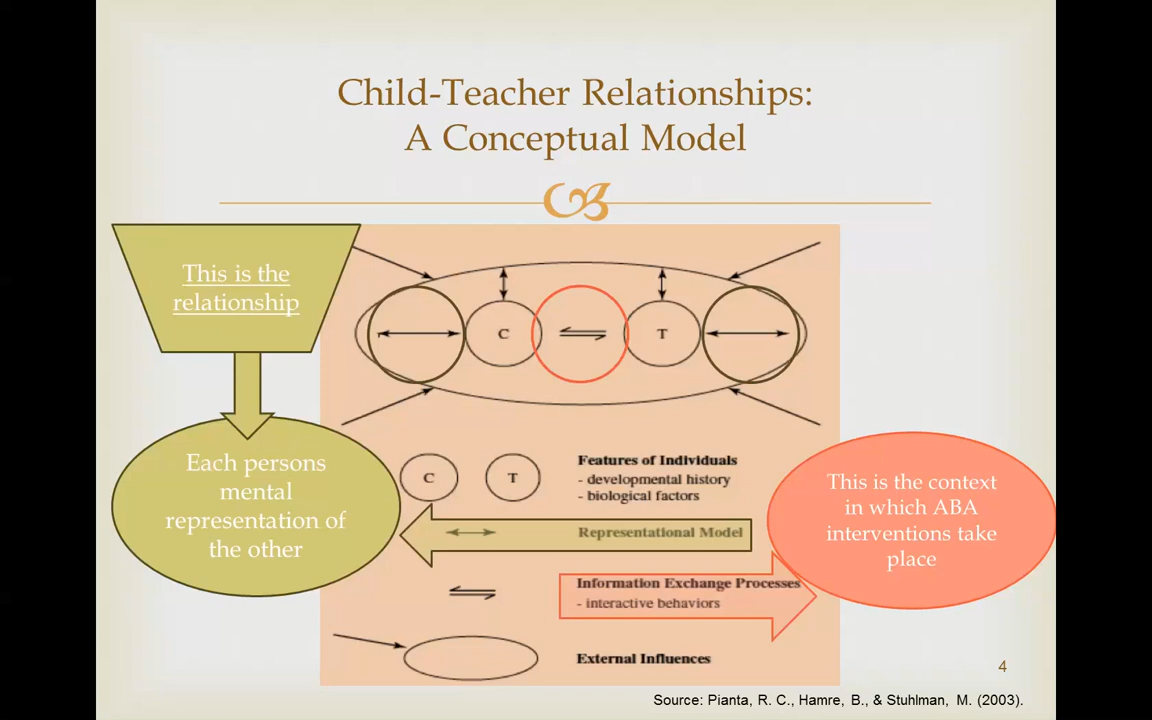 Child-Teacher Relationships:
A Conceptual Model
This is the
relationship
C
T
Each persons
mental
representation of
the other
C
T
Features of Individuals
- developmental history
- biological factors
Representational Model
Information Exchange Processes
- interactive behaviors
External Influences
This is the context
in which ABA
interventions take
place
4
Source: Pianta, R. C., Hamre, B., & Stuhlman, M. (2003).